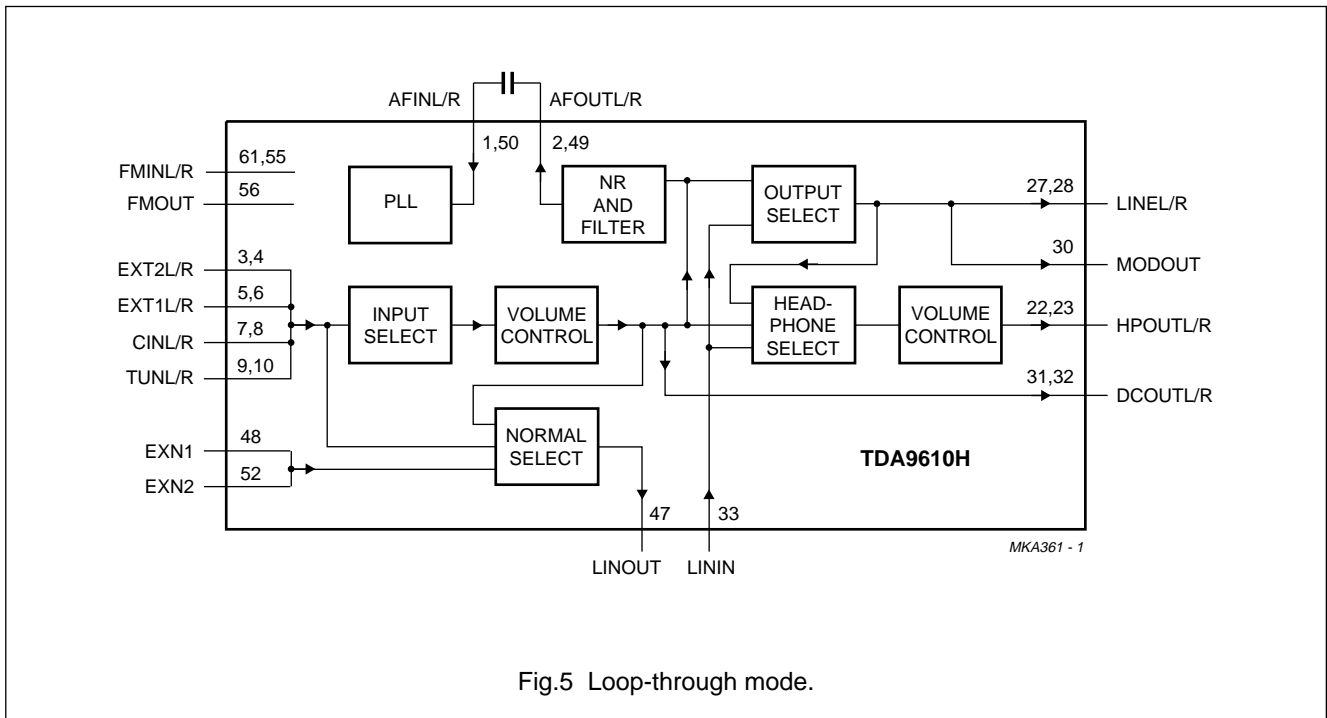 AFINL/R
AFOUTL/R
1,50
2,49
FMINL/R
61,55
FMOUT
56
PLL
NR
AND
FILTER
OUTPUT
SELECT
27,28
LINEL/R
30
MODOUT
EXT2L/R
3,4
EXT1L/R
5,6
CINL/R
7,8
TUNL/R
9,10
INPUT
SELECT
VOLUME
CONTROL
HEAD-
PHONE
SELECT
VOLUME
CONTROL
22,23
HPOUTL/R
31,32
DCOUTL/R
EXN1
48
EXN2
52
NORMAL
SELECT
TDA9610H
47
33
LINOUT
LININ
MKA361 - 1
Fig.5 Loop-through mode.